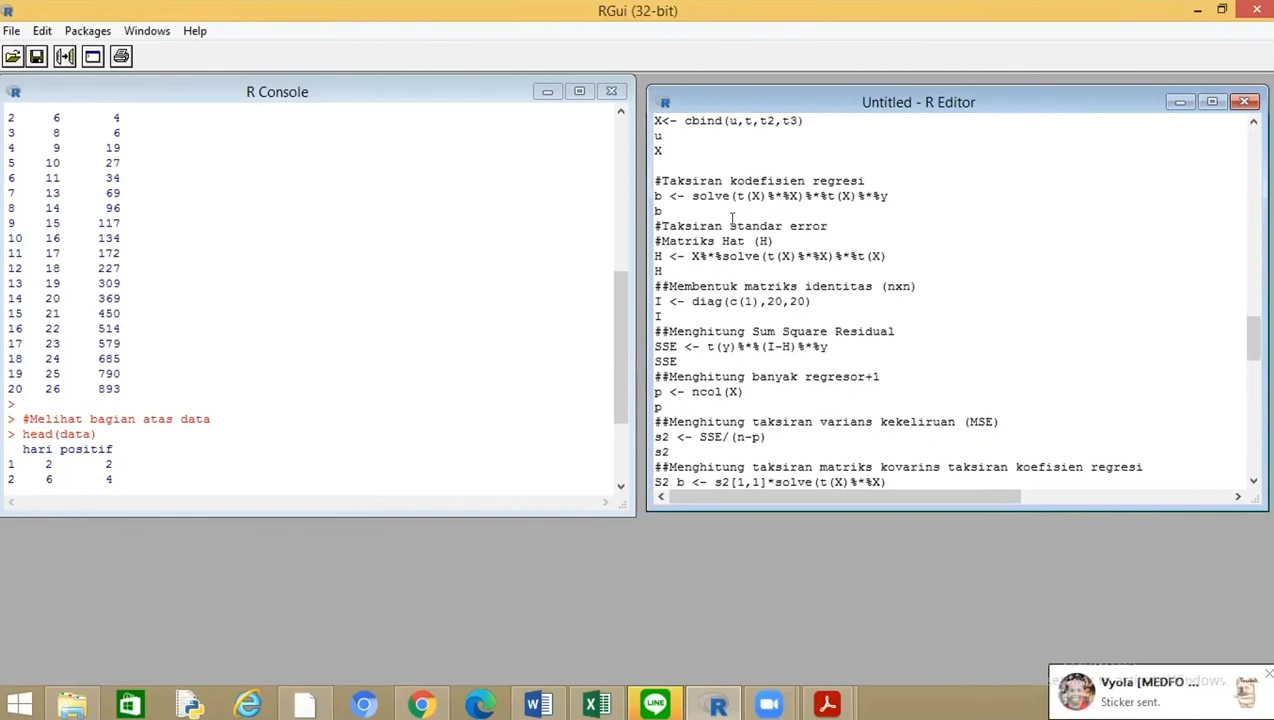 RGui (32-bit)
File Edit Packages Windows Help
R Console
2 6 4
3 8 6
4 9 19
5 10 27
6 11 34
7 13 69
8 14 96
9 15 117
10 16 134
11 17 172
12 18 227
13 19 309
14 20 369
15 21 450
16 22 514
17 23 579
18 24 685
19 25 790
20 26 893
>
> #Melihat bagian atas data
> head(data)
hari positif
1 2 2
2 6 4
Untitled - R Editor
X<- cbind(u,t,t2,t3)
u
X
#Taksiran kodefisien regresi
b <- solve(t(X)%*%X)%*%t(X)%*%y
b
#Taksiran standar error
#Matriks Hat (H)
H <- X%*%solve(t(X)%*%X)%*%t(X)
H
##Membentuk matriks identitas (nxn)
I <- diag(c(1),20,20)
I
##Menghitung Sum Square Residual
SSE <- t(y)%*%(I-H)%*%y
SSE
##Menghitung banyak regresor+1
p <- ncol(X)
p
##Menghitung taksiran varians kekeliruan (MSE)
s2 <- SSE/(n-p)
s2
##Menghitung taksiran matriks kovarins taksiran koefisien regresi
S2 b <- s2[1,1]*solve(t(X)%*%X)
LINE
Vyola [MEDFO ...
Sticker sent.